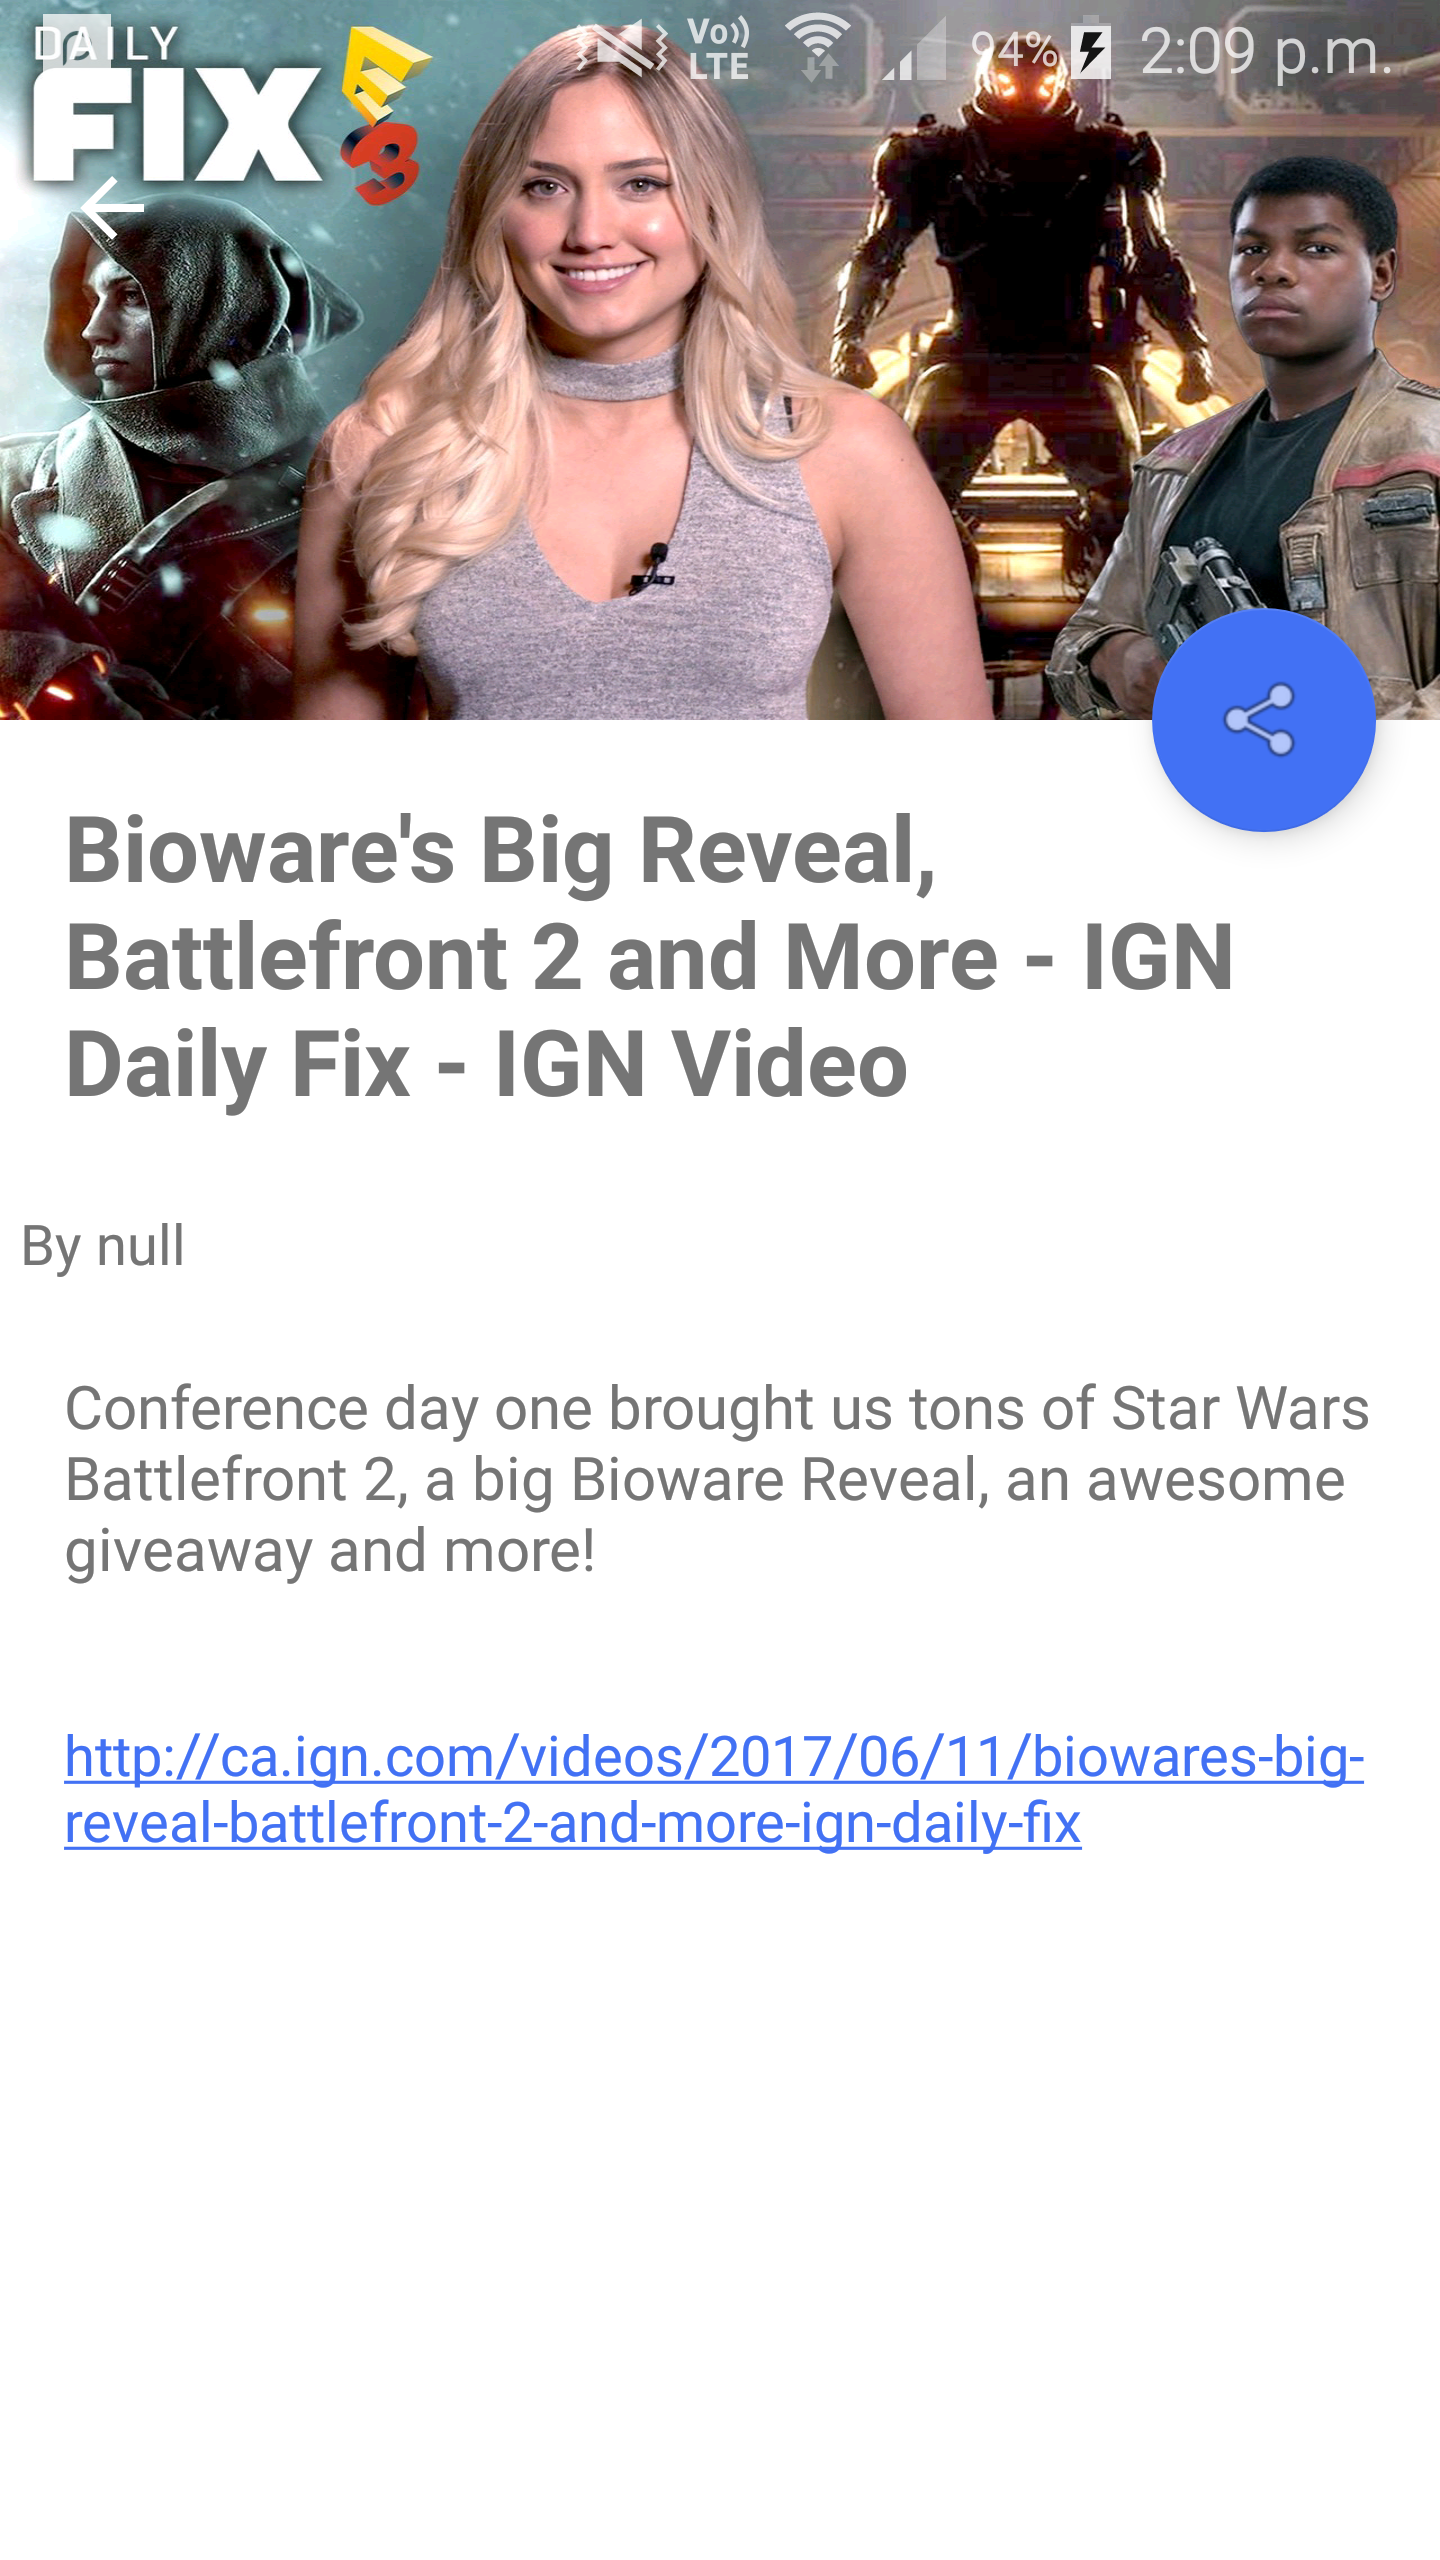 DAILY
FIX E3
Vo)) LTE 94% 2:09 p.m.
Bioware's Big Reveal,
Battlefront 2 and More - IGN
Daily Fix - IGN Video
By null
Conference day one brought us tons of Star Wars
Battlefront 2, a big Bioware Reveal, an awesome
giveaway and more!
http://ca.ign.com/videos/2017/06/11/biowares-big-
reveal-battlefront-2-and-more-ign-daily-fix